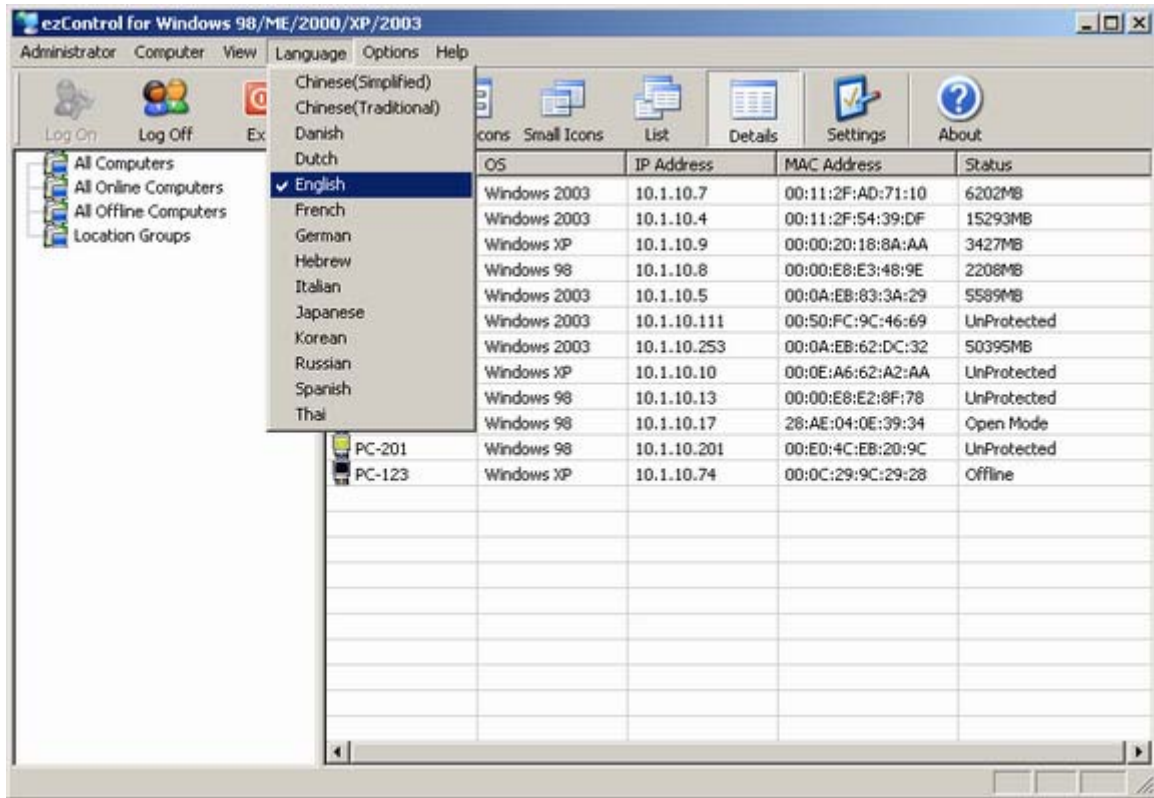 ezControl for Windows 98/ME/2000/XP/2003
Administrator Computer View Language Options Help
Log On Log Off Ex cons Small Icons List Details Settings About
Chinese(Simplified)
Chinese(Traditional)
Danish
Dutch
English
French
German
Hebrew
Italian
Japanese
Korean
Russian
Spanish
Thai
All Computers
All Online Computers
All Offline Computers
Location Groups
OS IP Address MAC Address Status
Windows 2003 10.1.10.7 00:11:2F:AD:71:10 6202MB
Windows 2003 10.1.10.4 00:11:2F:54:39:DF 15293MB
Windows XP 10.1.10.9 00:00:20:18:8A:AA 3427MB
Windows 98 10.1.10.8 00:00:E8:E3:48:9E 2208MB
Windows 2003 10.1.10.5 00:0A:EB:83:3A:29 5589MB
Windows 2003 10.1.10.111 00:50:FC:9C:46:69 UnProtected
Windows 2003 10.1.10.253 00:0A:EB:62:DC:32 50395MB
Windows XP 10.1.10.10 00:0E:A6:62:A2:AA UnProtected
Windows 98 10.1.10.13 00:00:E8:E2:8F:78 UnProtected
Windows 98 10.1.10.17 28:AE:04:0E:39:34 Open Mode
PC-201 Windows 98 10.1.10.201 00:E0:4C:EB:20:9C UnProtected
PC-123 Windows XP 10.1.10.74 00:0C:29:9C:29:28 Offline